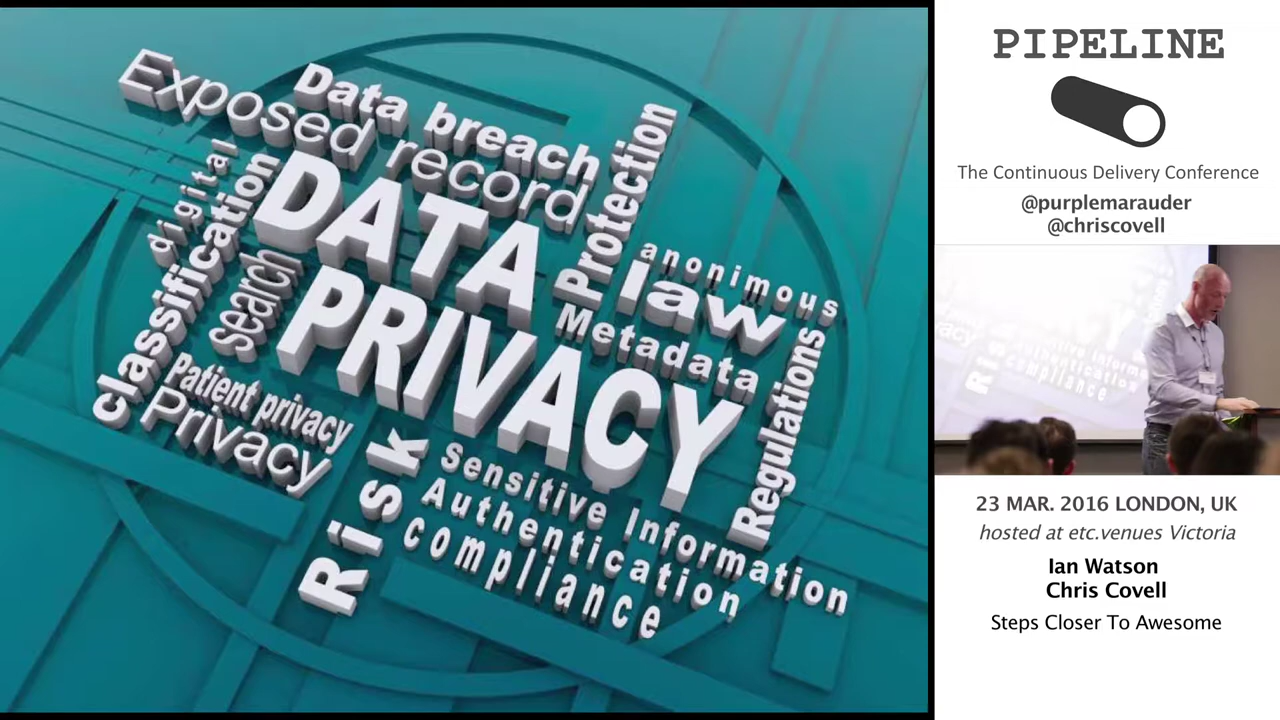 Data breach
Exposed record
digital
classification
search
DATA
PRIVACY
Protection
anonimous
law
Metadata
Regulations
Patient privacy
Privacy
Risk
Sensitive Information
Authentication
compliance
PIPELINE
The Continuous Delivery Conference
@purplemarauder
@chriscovell
Risk
compliance
23 MAR. 2016 LONDON, UK
hosted at etc.venues Victoria
Ian Watson
Chris Covell
Steps Closer To Awesome